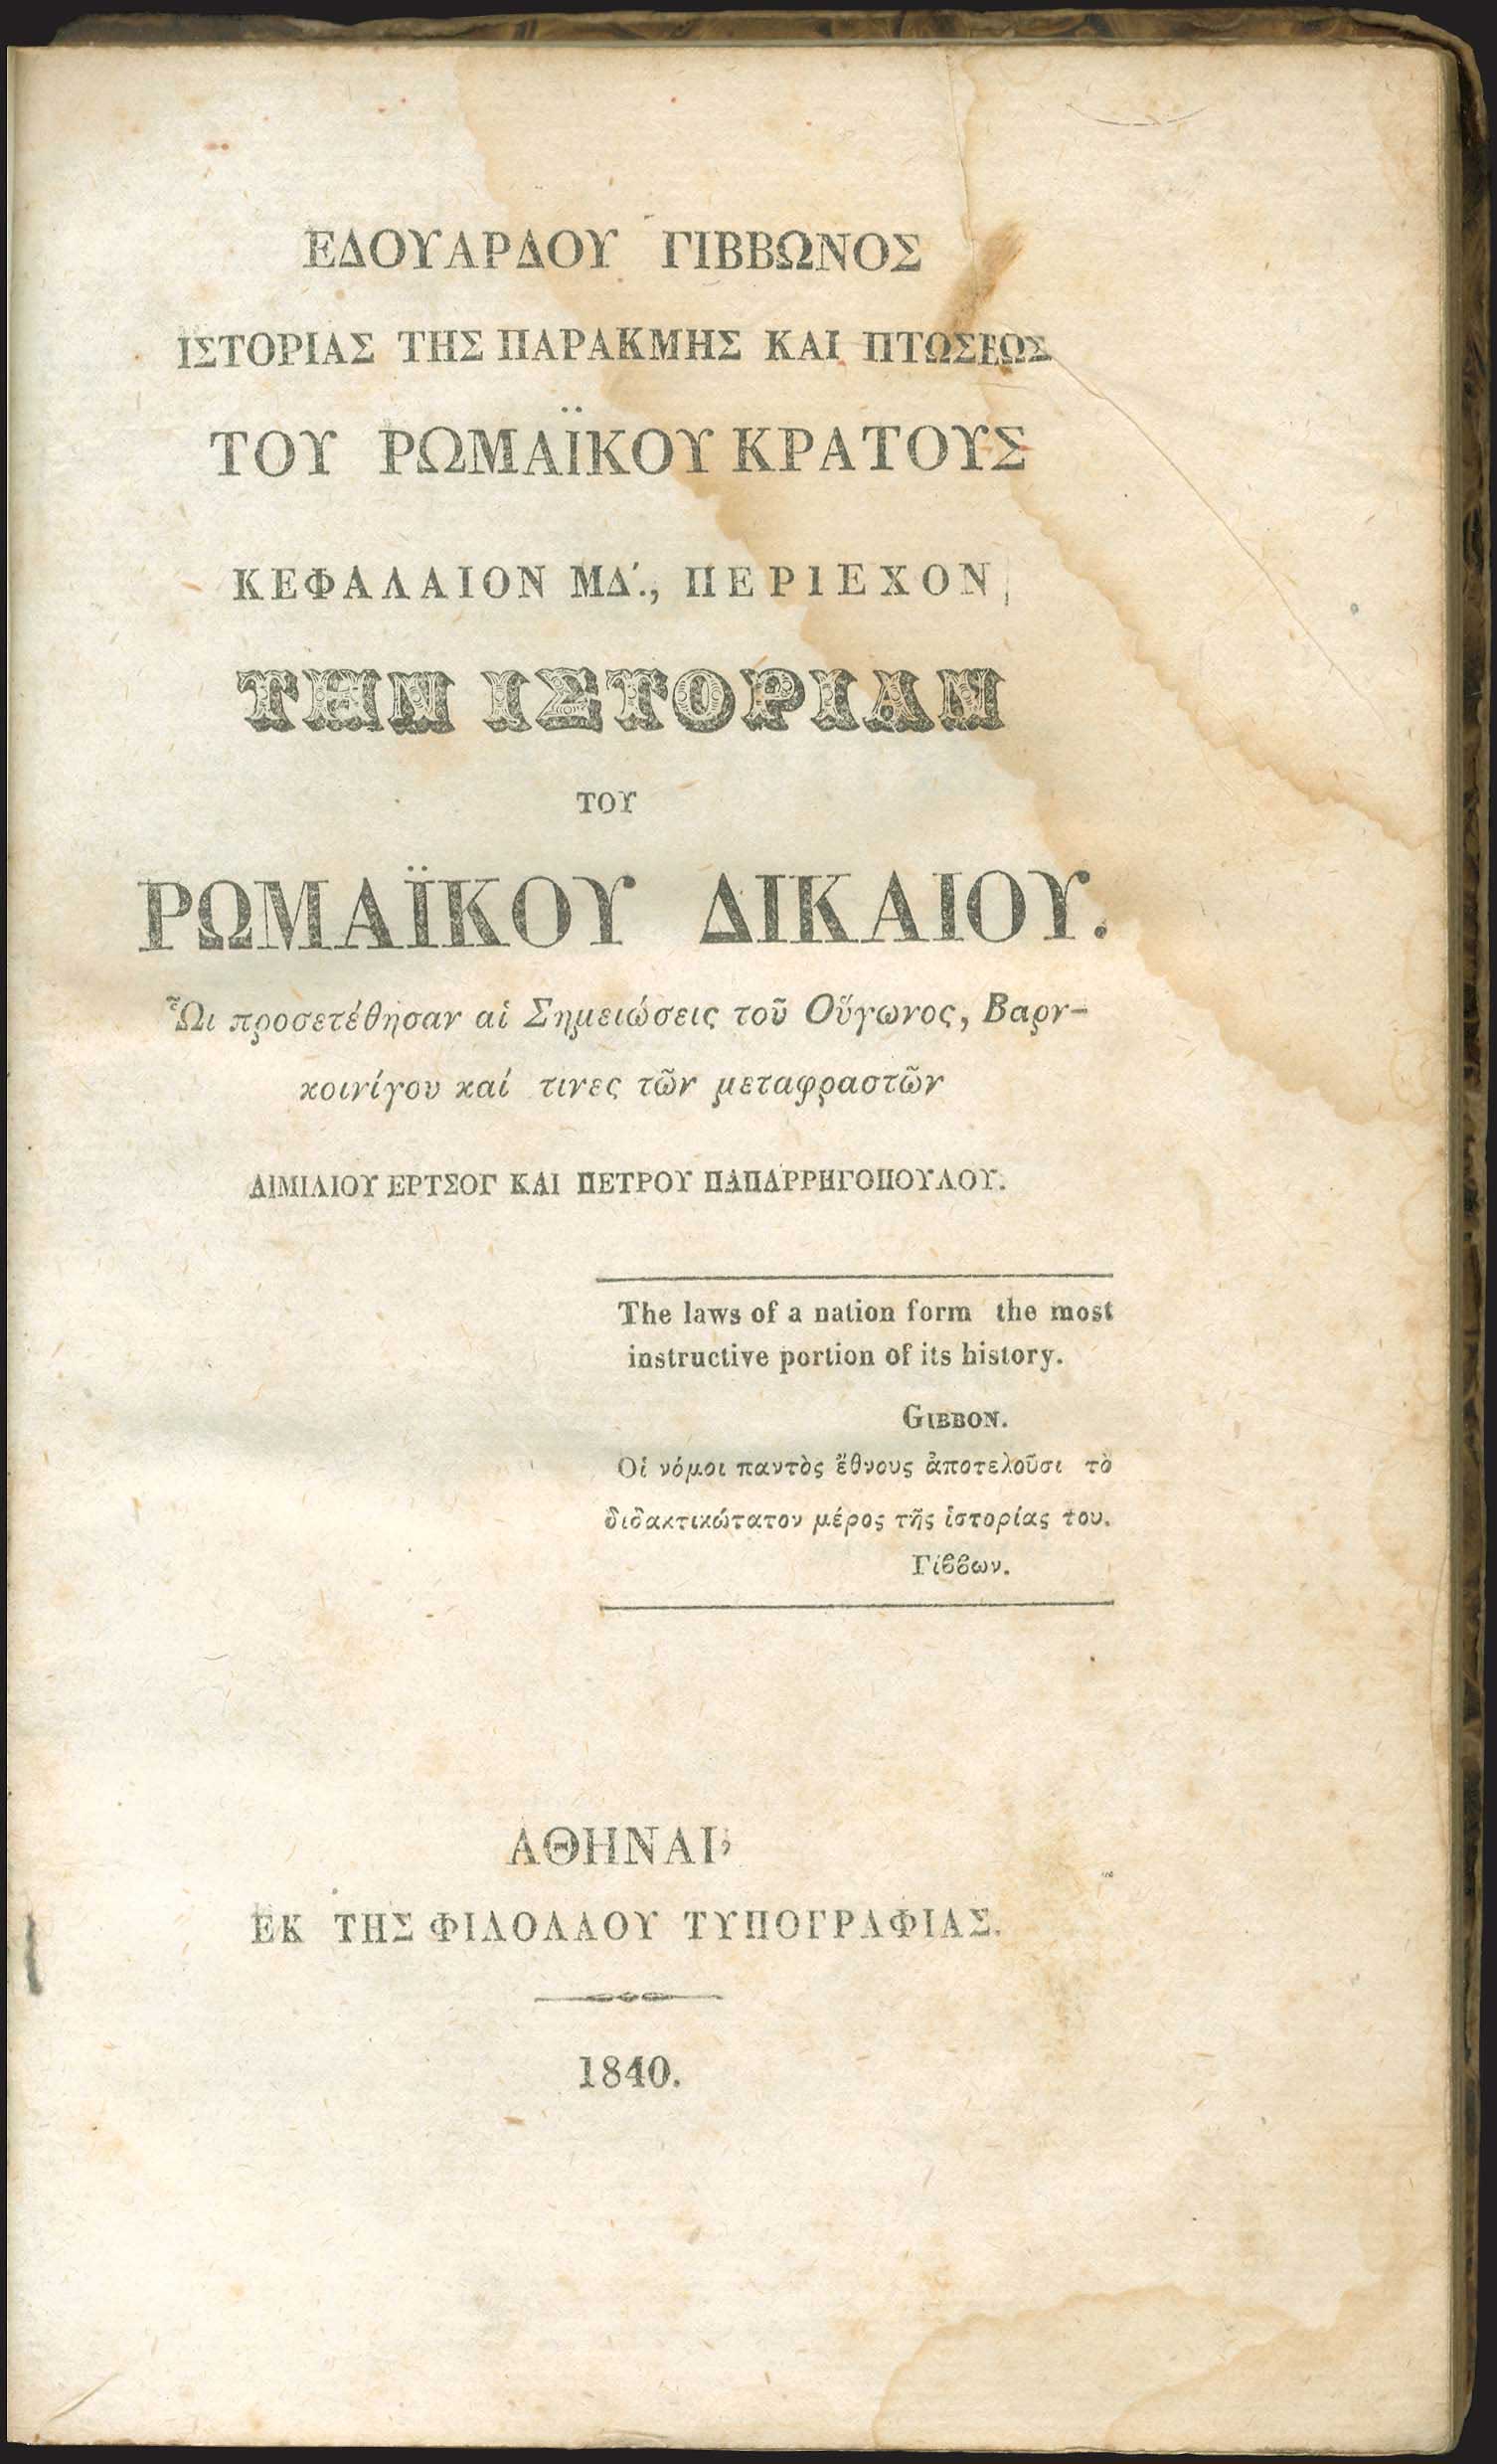 ΕΔΟΥΑΡΔΟΥ ΓΙΒΒΩΝΟΣ
ΙΣΤΟΡΙΑΣ ΤΗΣ ΠΑΡΑΚΜΗΣ ΚΑΙ ΠΤΩΣΕΩΣ
ΤΟΥ ΡΩΜΑΪΚΟΥ ΚΡΑΤΟΥΣ
ΚΕΦΑΛΑΙΟΝ ΜΔ΄., ΠΕΡΙΕΧΟΝ
ΤΗΝ ΙΣΤΟΡΙΑΝ
ΤΟΥ
ΡΩΜΑΪΚΟΥ ΔΙΚΑΙΟΥ.
Ὧι προσετέθησαν αἱ Σημειώσεις τοῦ Οὕγωνος, Βαρν-
κοινίγου καί τινες τῶν μεταφραστῶν
ΑΙΜΙΛΙΟΥ ΕΡΤΣΟΓ ΚΑΙ ΠΕΤΡΟΥ ΠΑΠΑΡΡΗΓΟΠΟΥΛΟΥ.
The laws of a nation form the most
instructive portion of its history.
GIBBON.
Οἱ νόμοι παντὸς ἔθνους ἀποτελοῦσι τὸ
διδακτικώτατον μέρος τῆς ἱστορίας του.
Γίϐϐων.
ΑΘΗΝΑΙ,
ΕΚ ΤΗΣ ΦΙΛΟΛΑΟΥ ΤΥΠΟΓΡΑΦΙΑΣ.
1840.